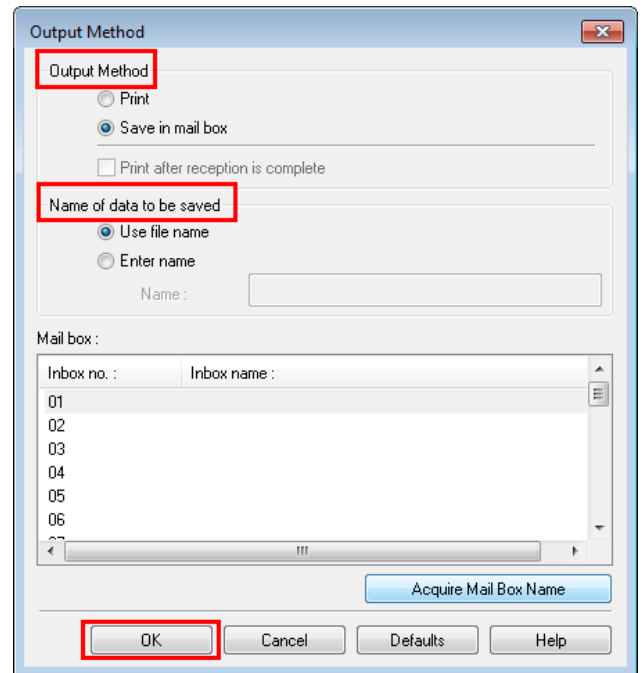 Output Method
Output Method
Print
Save in mail box
Print after reception is complete
Name of data to be saved
Use file name
Enter name
Name :
Mail box :
Inbox no. : Inbox name :
01
02
03
04
05
06
Acquire Mail Box Name
OK Cancel Defaults Help